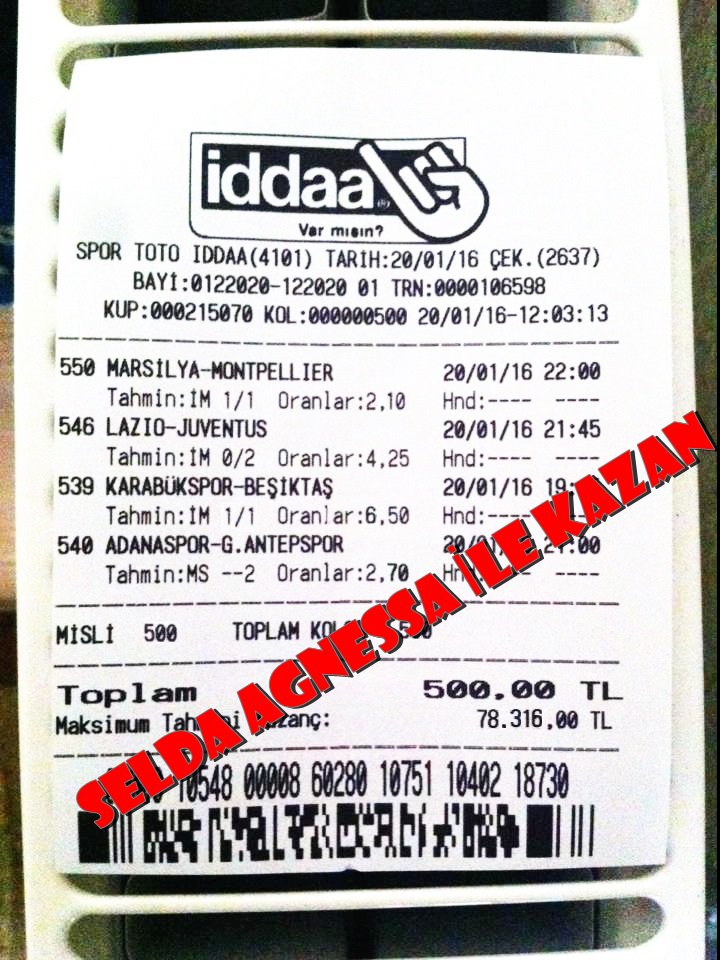 iddaa®
Var mısın?
SPOR TOTO IDDAA(4101) TARİH:20/01/16 ÇEK.(2637)
BAYİ:0122020-122020 01 TRN:0000106598
KUP:000215070 KOL:000000500 20/01/16-12:03:13
550 MARSİLYA-MONTPELLIER 20/01/16 22:00
Tahmin:İM 1/1 Oranlar:2,10 Hnd:---- ----
546 LAZIO-JUVENTUS 20/01/16 21:45
Tahmin:İM 0/2 Oranlar:4,25 Hnd:---- ----
539 KARABÜKSPOR-BEŞİKTAŞ 20/01/16
Tahmin:İM 1/1 Oranlar:6,50 Hnd:---- ----
540 ADANASPOR-G.ANTEPSPOR
Tahmin:MS --2 Oranlar:2,70 ----
MİSLİ 500 TOPLAM
Toplam 500.00 TL
Maksimum 78.316,00 TL
10548 00008 60280 10751 10402 18730
SELDA AGNESSA İLE KAZAN